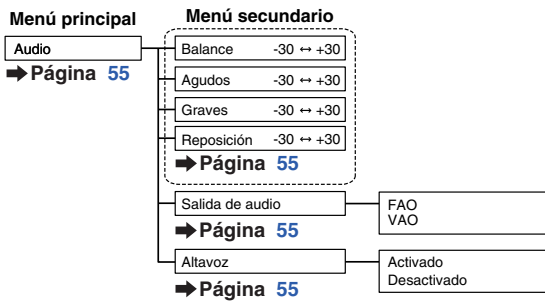 Menú principal
Menú secundario
Audio
➡ Página 55
Balance -30 ↔ +30
Agudos -30 ↔ +30
Graves -30 ↔ +30
Reposición -30 ↔ +30
➡ Página 55
Salida de audio
➡ Página 55
FAO
VAO
Altavoz
➡ Página 55
Activado
Desactivado